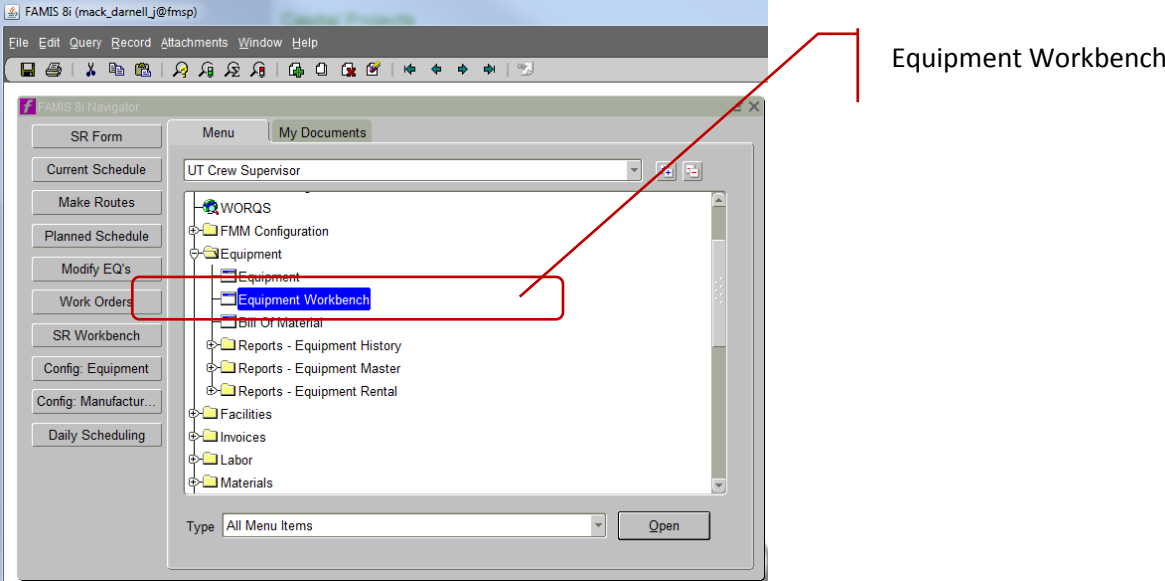 FAMIS 8i (mack_darnell_j@fmsp)
Capital Projects
File Edit Query Record Attachments Window Help
Equipment Workbench
FAMIS 8i Navigator
SR Form
Current Schedule
Make Routes
Planned Schedule
Modify EQ's
Work Orders
SR Workbench
Config: Equipment
Config: Manufactur...
Daily Scheduling
Menu My Documents
UT Crew Supervisor
WORQS
FMM Configuration
Equipment
Equipment
Equipment Workbench
Bill Of Material
Reports - Equipment History
Reports - Equipment Master
Reports - Equipment Rental
Facilities
Invoices
Labor
Materials
Type All Menu Items Open